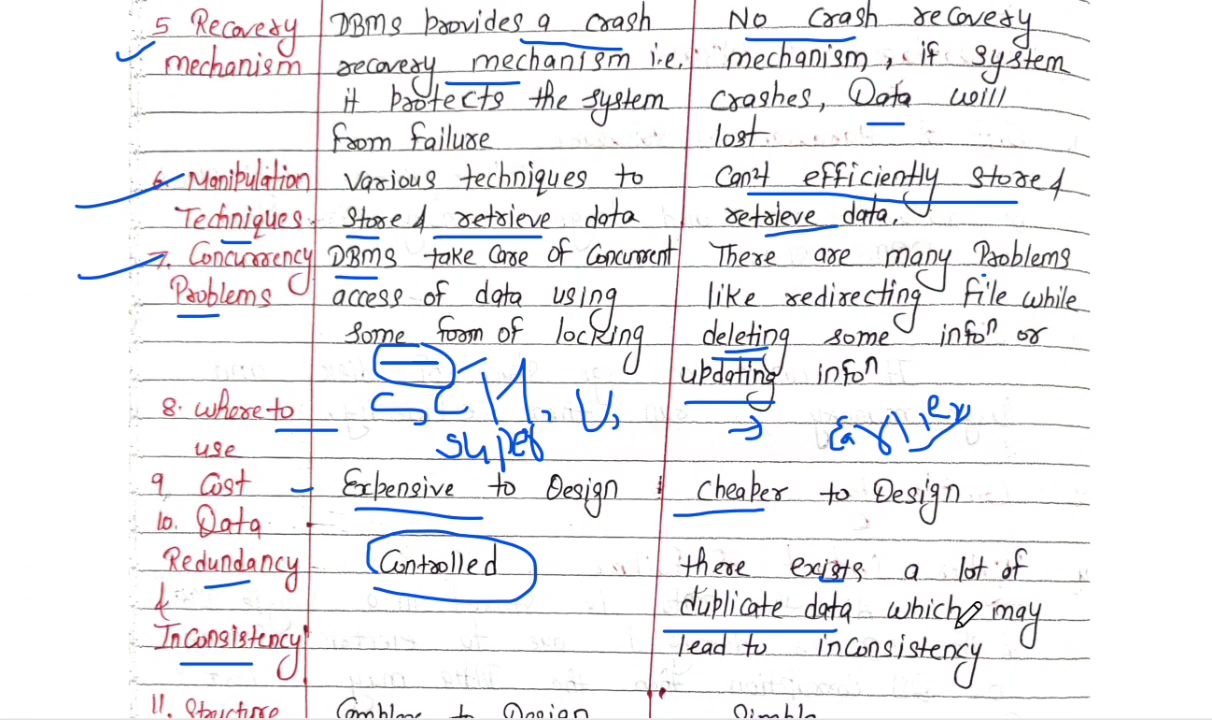 5 Recovery DBMS provides a crash No crash recovery
mechanism recovery mechanism i.e. mechanism, if system
it protects the system crashes, Data will
from failure lost
6. Manipulation Various techniques to Can't efficiently store &
Techniques store & retrieve data retrieve data.
7. Concurrency DBMS take care of Concurrent There are many Problems
Problems access of data using like redirecting file while
some form of locking deleting some infoⁿ or
updating infoⁿ
8. where to
use super
9 Cost Expensive to Design cheaper to Design
10. Data
Redundancy Controlled there exists a lot of
& duplicate data which may
Inconsistency lead to inconsistency
11. Structure